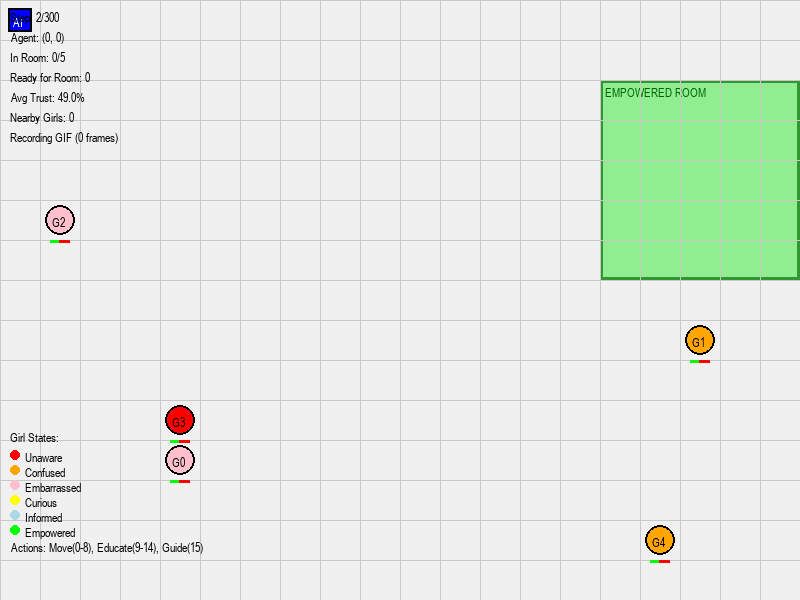 2/300
Agent: (0, 0)
In Room: 0/5
Ready for Room: 0
Avg Trust: 49.0%
Nearby Girls: 0
Recording GIF (0 frames)
EMPOWERED ROOM
G2
G1
G3
G0
G4
Girl States:
Unaware
Confused
Embarrassed
Curious
Informed
Empowered
Actions: Move(0-8), Educate(9-14), Guide(15)